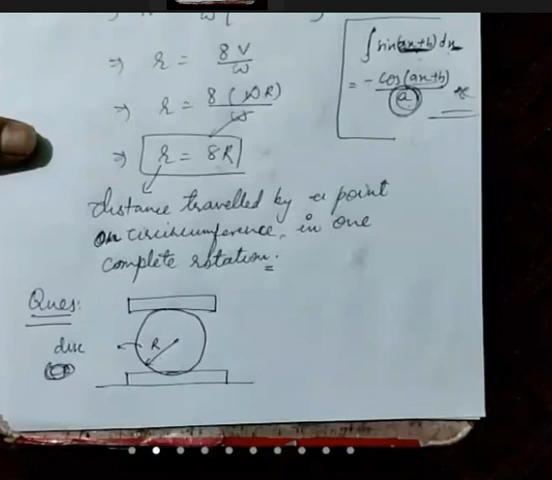 ⇒ r = 8V/ω
⇒ r = 8(ωR)/ω
⇒ r = 8R
distance travelled by a point
on circumference, in one
complete rotation.
∫ sin(ax+b) dx
= -cos(ax+b)/a
Ques:
disc
R